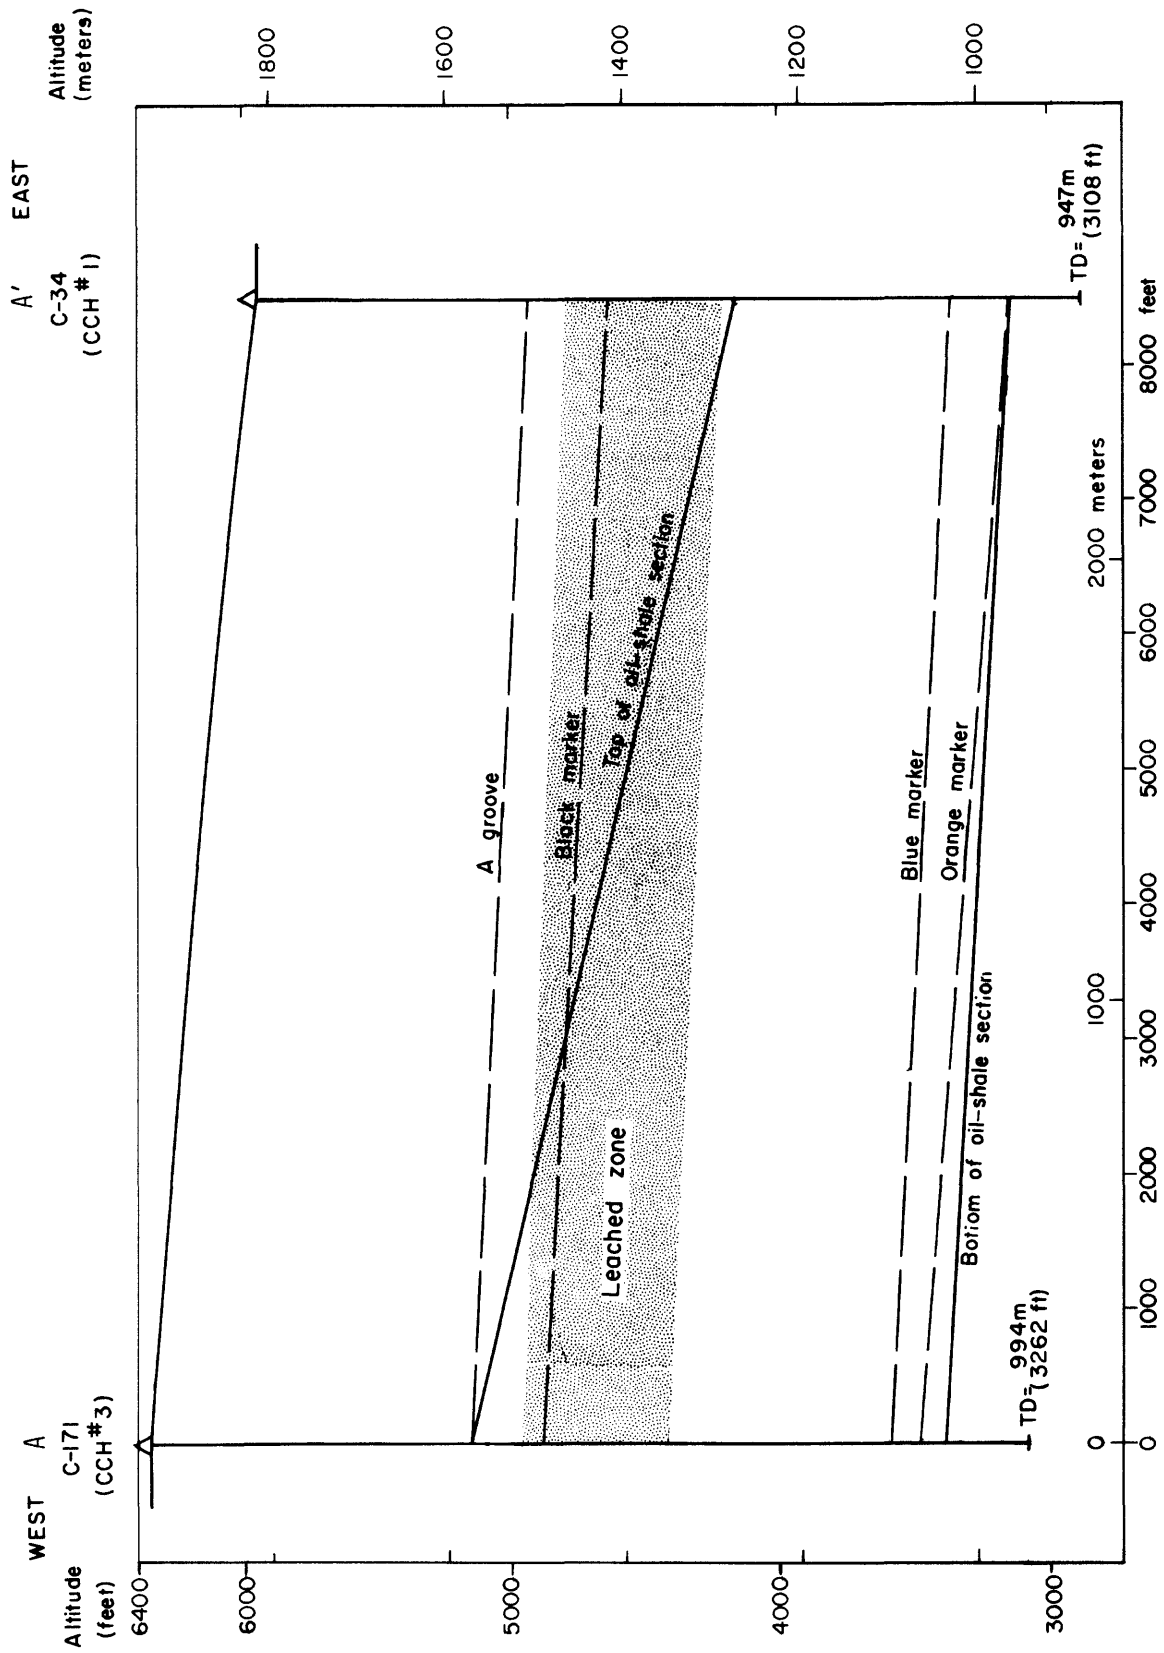 WEST
A
C-171
(CCH#3)
A'
EAST
C-34
(CCH#1)
Altitude
(feet)
6400
6000
5000
4000
3000
Altitude
(meters)
1800
1600
1400
1200
1000
A groove
Black marker
Top of oil-shale section
Leached zone
Blue marker
Orange marker
Bottom of oil-shale section
TD= 994m
(3262 ft)
TD= 947m
(3108 ft)
0
1000
2000 meters
0
1000
2000
3000
4000
5000
6000
7000
8000
feet